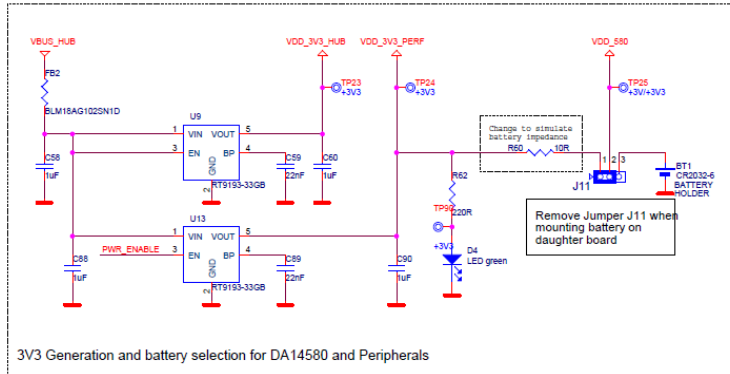 VBUS_HUB
VDD_3V3_HUB
VDD_3V3_PERF
VDD_580
FB2
BLM18AG102SN1D
TP23
+3V3
TP24
+3V3
TP25
+3V/+3V3
U9
1 VIN VOUT 5
3 EN BP 4
GND
2
RT9193-33GB
C58
1uF
C59
22nF
C60
1uF
Change to simulate
battery impedance
R60 10R
1 2 3
J11
BT1
CR2032-6
BATTERY
HOLDER
R62
220R
TP90
+3V3
D4
LED green
Remove Jumper J11 when
mounting battery on
daughter board
U13
1 VIN VOUT 5
PWR_ENABLE 3 EN BP 4
GND
2
RT9193-33GB
C88
1uF
C89
22nF
C90
1uF
3V3 Generation and battery selection for DA14580 and Peripherals